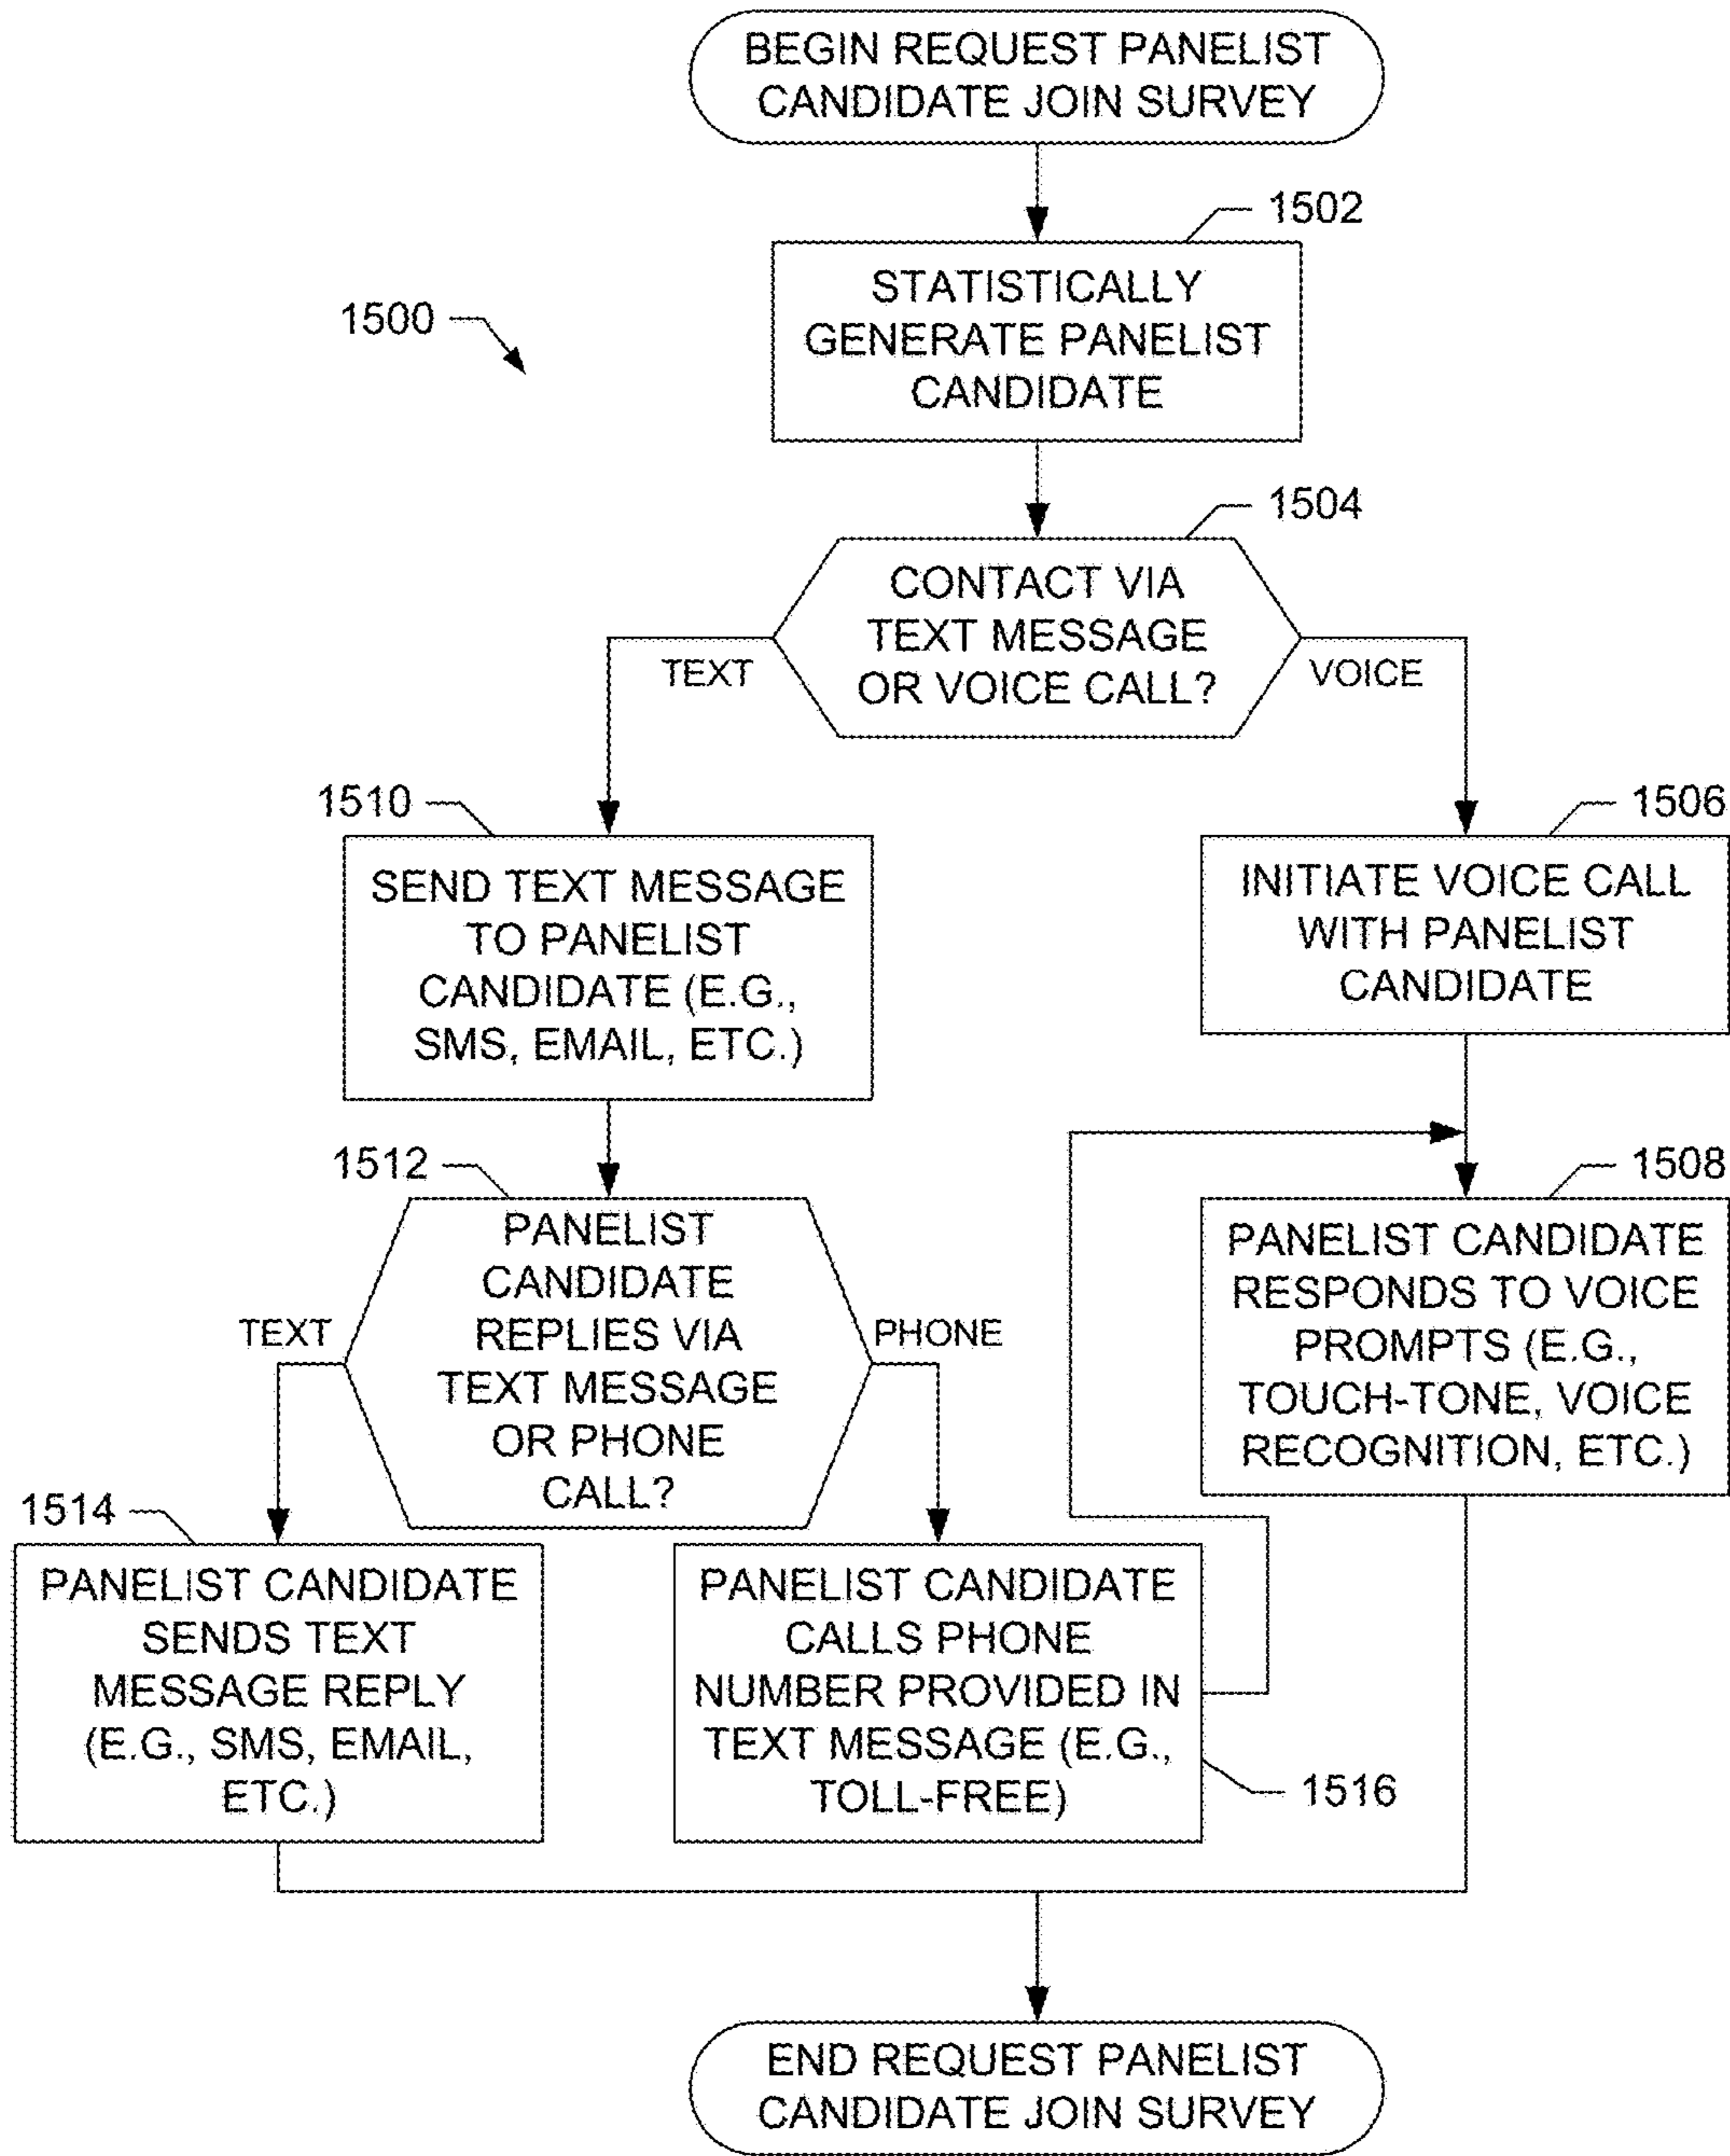 BEGIN REQUEST PANELIST
CANDIDATE JOIN SURVEY
1502
STATISTICALLY
GENERATE PANELIST
CANDIDATE
1500
1504
CONTACT VIA
TEXT MESSAGE
OR VOICE CALL?
TEXT
VOICE
1510
SEND TEXT MESSAGE
TO PANELIST
CANDIDATE (E.G.,
SMS, EMAIL, ETC.)
1506
INITIATE VOICE CALL
WITH PANELIST
CANDIDATE
1512
PANELIST
CANDIDATE
REPLIES VIA
TEXT MESSAGE
OR PHONE
CALL?
TEXT
PHONE
1508
PANELIST CANDIDATE
RESPONDS TO VOICE
PROMPTS (E.G.,
TOUCH-TONE, VOICE
RECOGNITION, ETC.)
1514
PANELIST CANDIDATE
SENDS TEXT
MESSAGE REPLY
(E.G., SMS, EMAIL,
ETC.)
PANELIST CANDIDATE
CALLS PHONE
NUMBER PROVIDED IN
TEXT MESSAGE (E.G.,
TOLL-FREE)
1516
END REQUEST PANELIST
CANDIDATE JOIN SURVEY